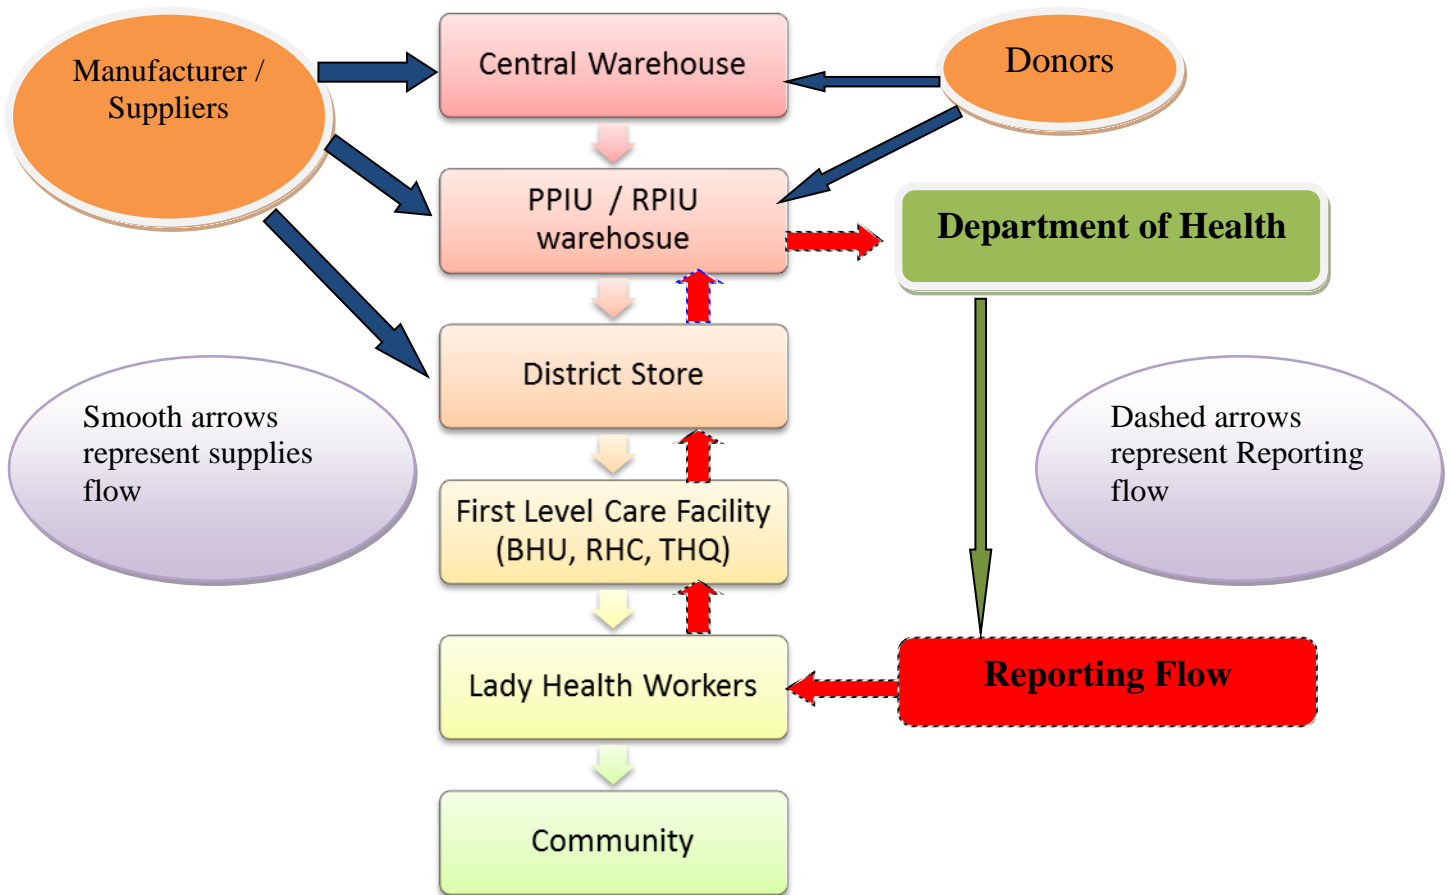 Manufacturer /
Suppliers
Central Warehouse
Donors
PPIU / RPIU
warehosue
Department of Health
District Store
Smooth arrows
represent supplies
flow
Dashed arrows
represent Reporting
flow
First Level Care Facility
(BHU, RHC, THQ)
Lady Health Workers
Reporting Flow
Community